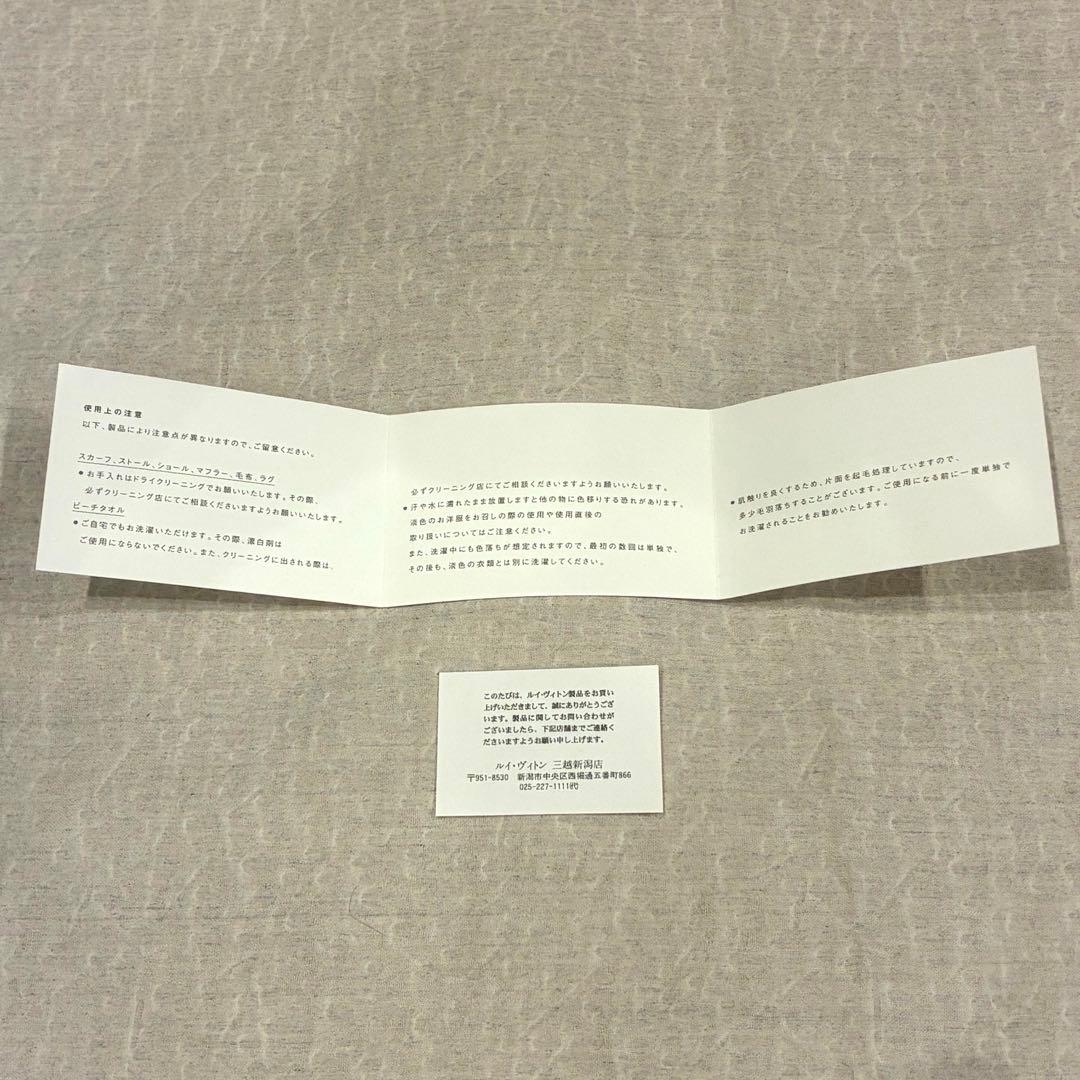 使用上の注意
以下、製品により注意点が異なりますので、ご留意ください。
スカーフ、ストール、ショール、マフラー、毛布、ラグ
●お手入れはドライクリーニングでお願いいたします。その際、
必ずクリーニング店にてご相談くださいますようお願いいたします。
ビーチタオル
●ご自宅でもお洗濯いただけます。その際、漂白剤は
ご使用にならないでください。また、クリーニングに出される際は、
必ずクリーニング店にてご相談くださいますようお願いいたします。
●汗や水に濡れたまま放置しますと他の物に色移りする恐れがあります。
淡色のお洋服をお召しの際の使用や使用直後の
取り扱いについてはご注意ください。
また、洗濯中にも色落ちが想定されますので、最初の数回は単独で、
その後も、淡色の衣類とは別に洗濯してください。
●肌触りを良くするため、片面を起毛処理していますので、
多少毛羽落ちすることがございます。ご使用になる前に一度単独で
お洗濯されることをお勧めいたします。
このたびは、ルイ・ヴィトン製品をお買い
上げいただきまして、誠にありがとうござ
います。製品に関してお問い合わせが
ございましたら、下記店舗までご連絡く
ださいますようお願い申し上げます。
ルイ・ヴィトン 三越新潟店
〒951-8530 新潟市中央区西堀通五番町866
025-227-1111代